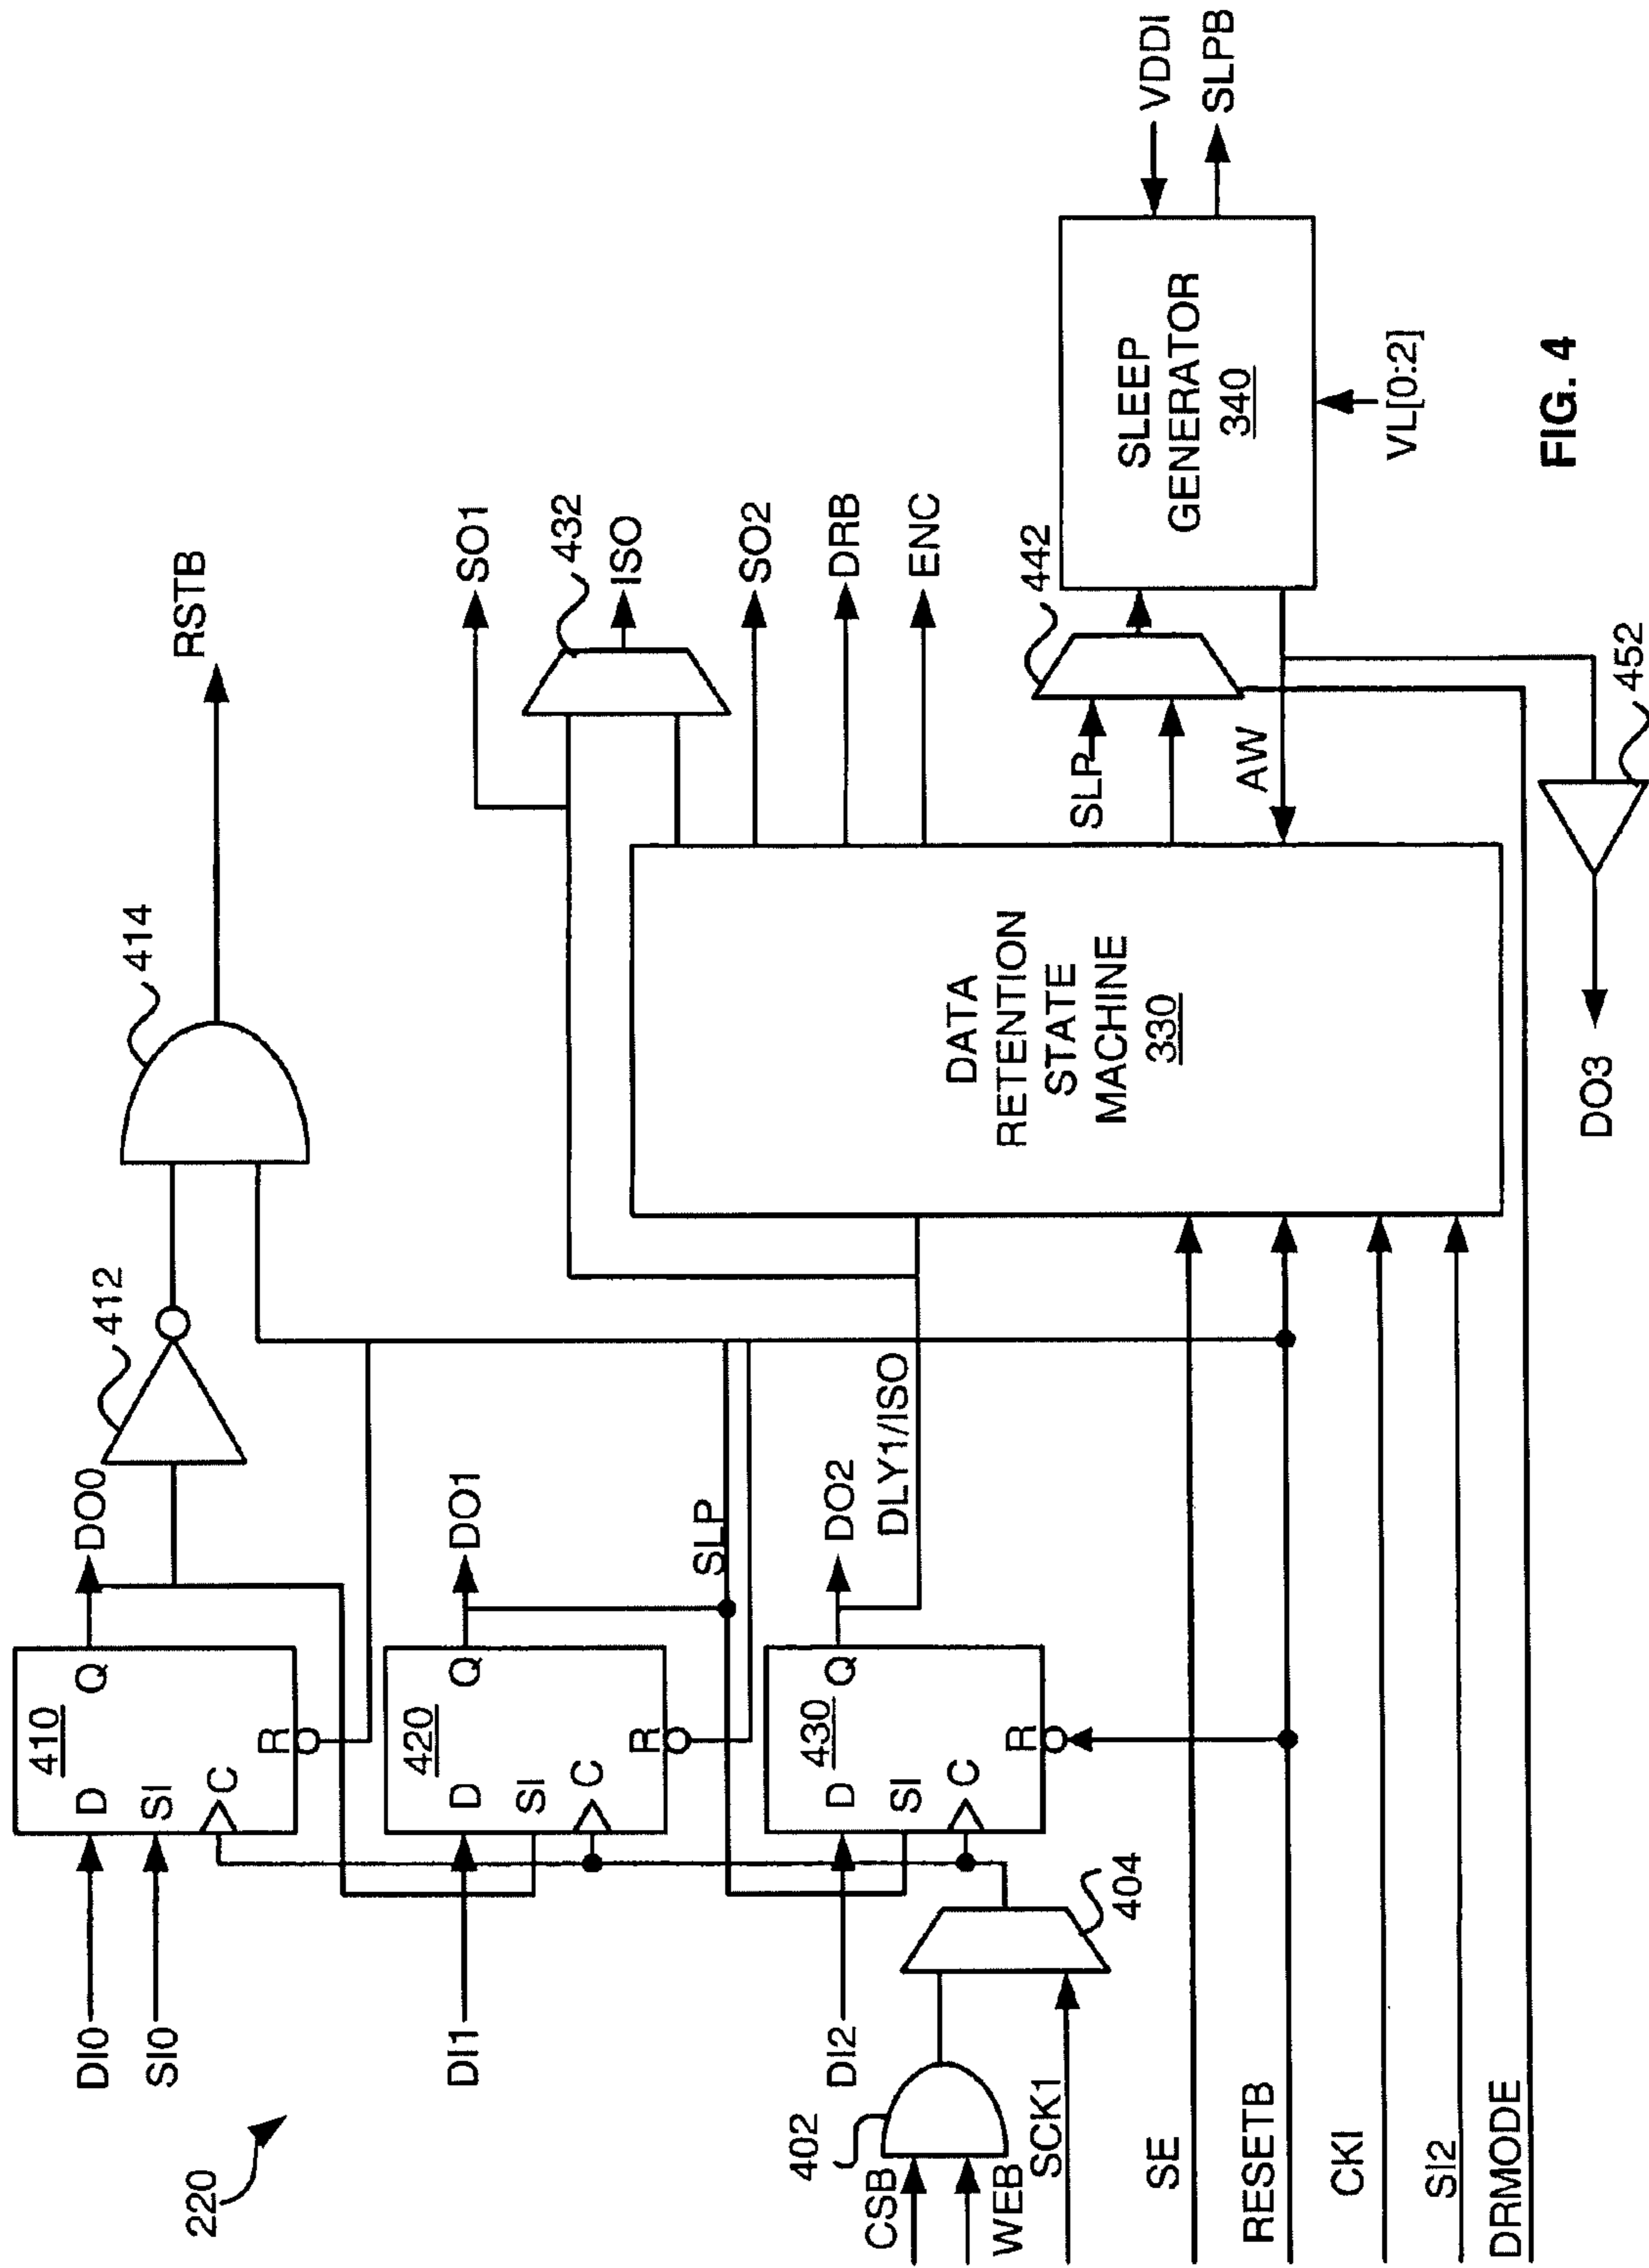 220
DI0
SI0
D
SI
C
410
Q
R
DO0
412
414
RSTB
DI1
D
SI
C
420
Q
R
DO1
SLP
DI2
D
SI
C
430
Q
R
DO2
DLY1/ISO
402
CSB
WEB
SCK1
404
SE
RESETB
CKI
SI2
DRMODE
DATA
RETENTION
STATE
MACHINE
330
SO1
432
ISO
SO2
DRB
ENC
442
SLP
AW
SLEEP
GENERATOR
340
VDDI
SLPB
VL[0:2]
452
DO3
FIG. 4